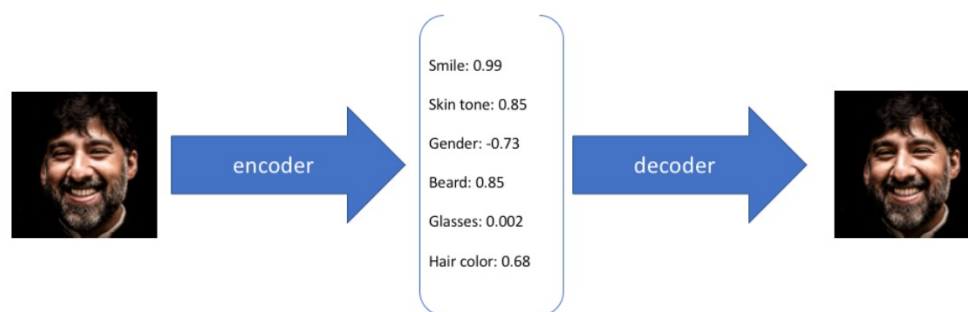 encoder
Smile: 0.99
Skin tone: 0.85
Gender: -0.73
Beard: 0.85
Glasses: 0.002
Hair color: 0.68
decoder